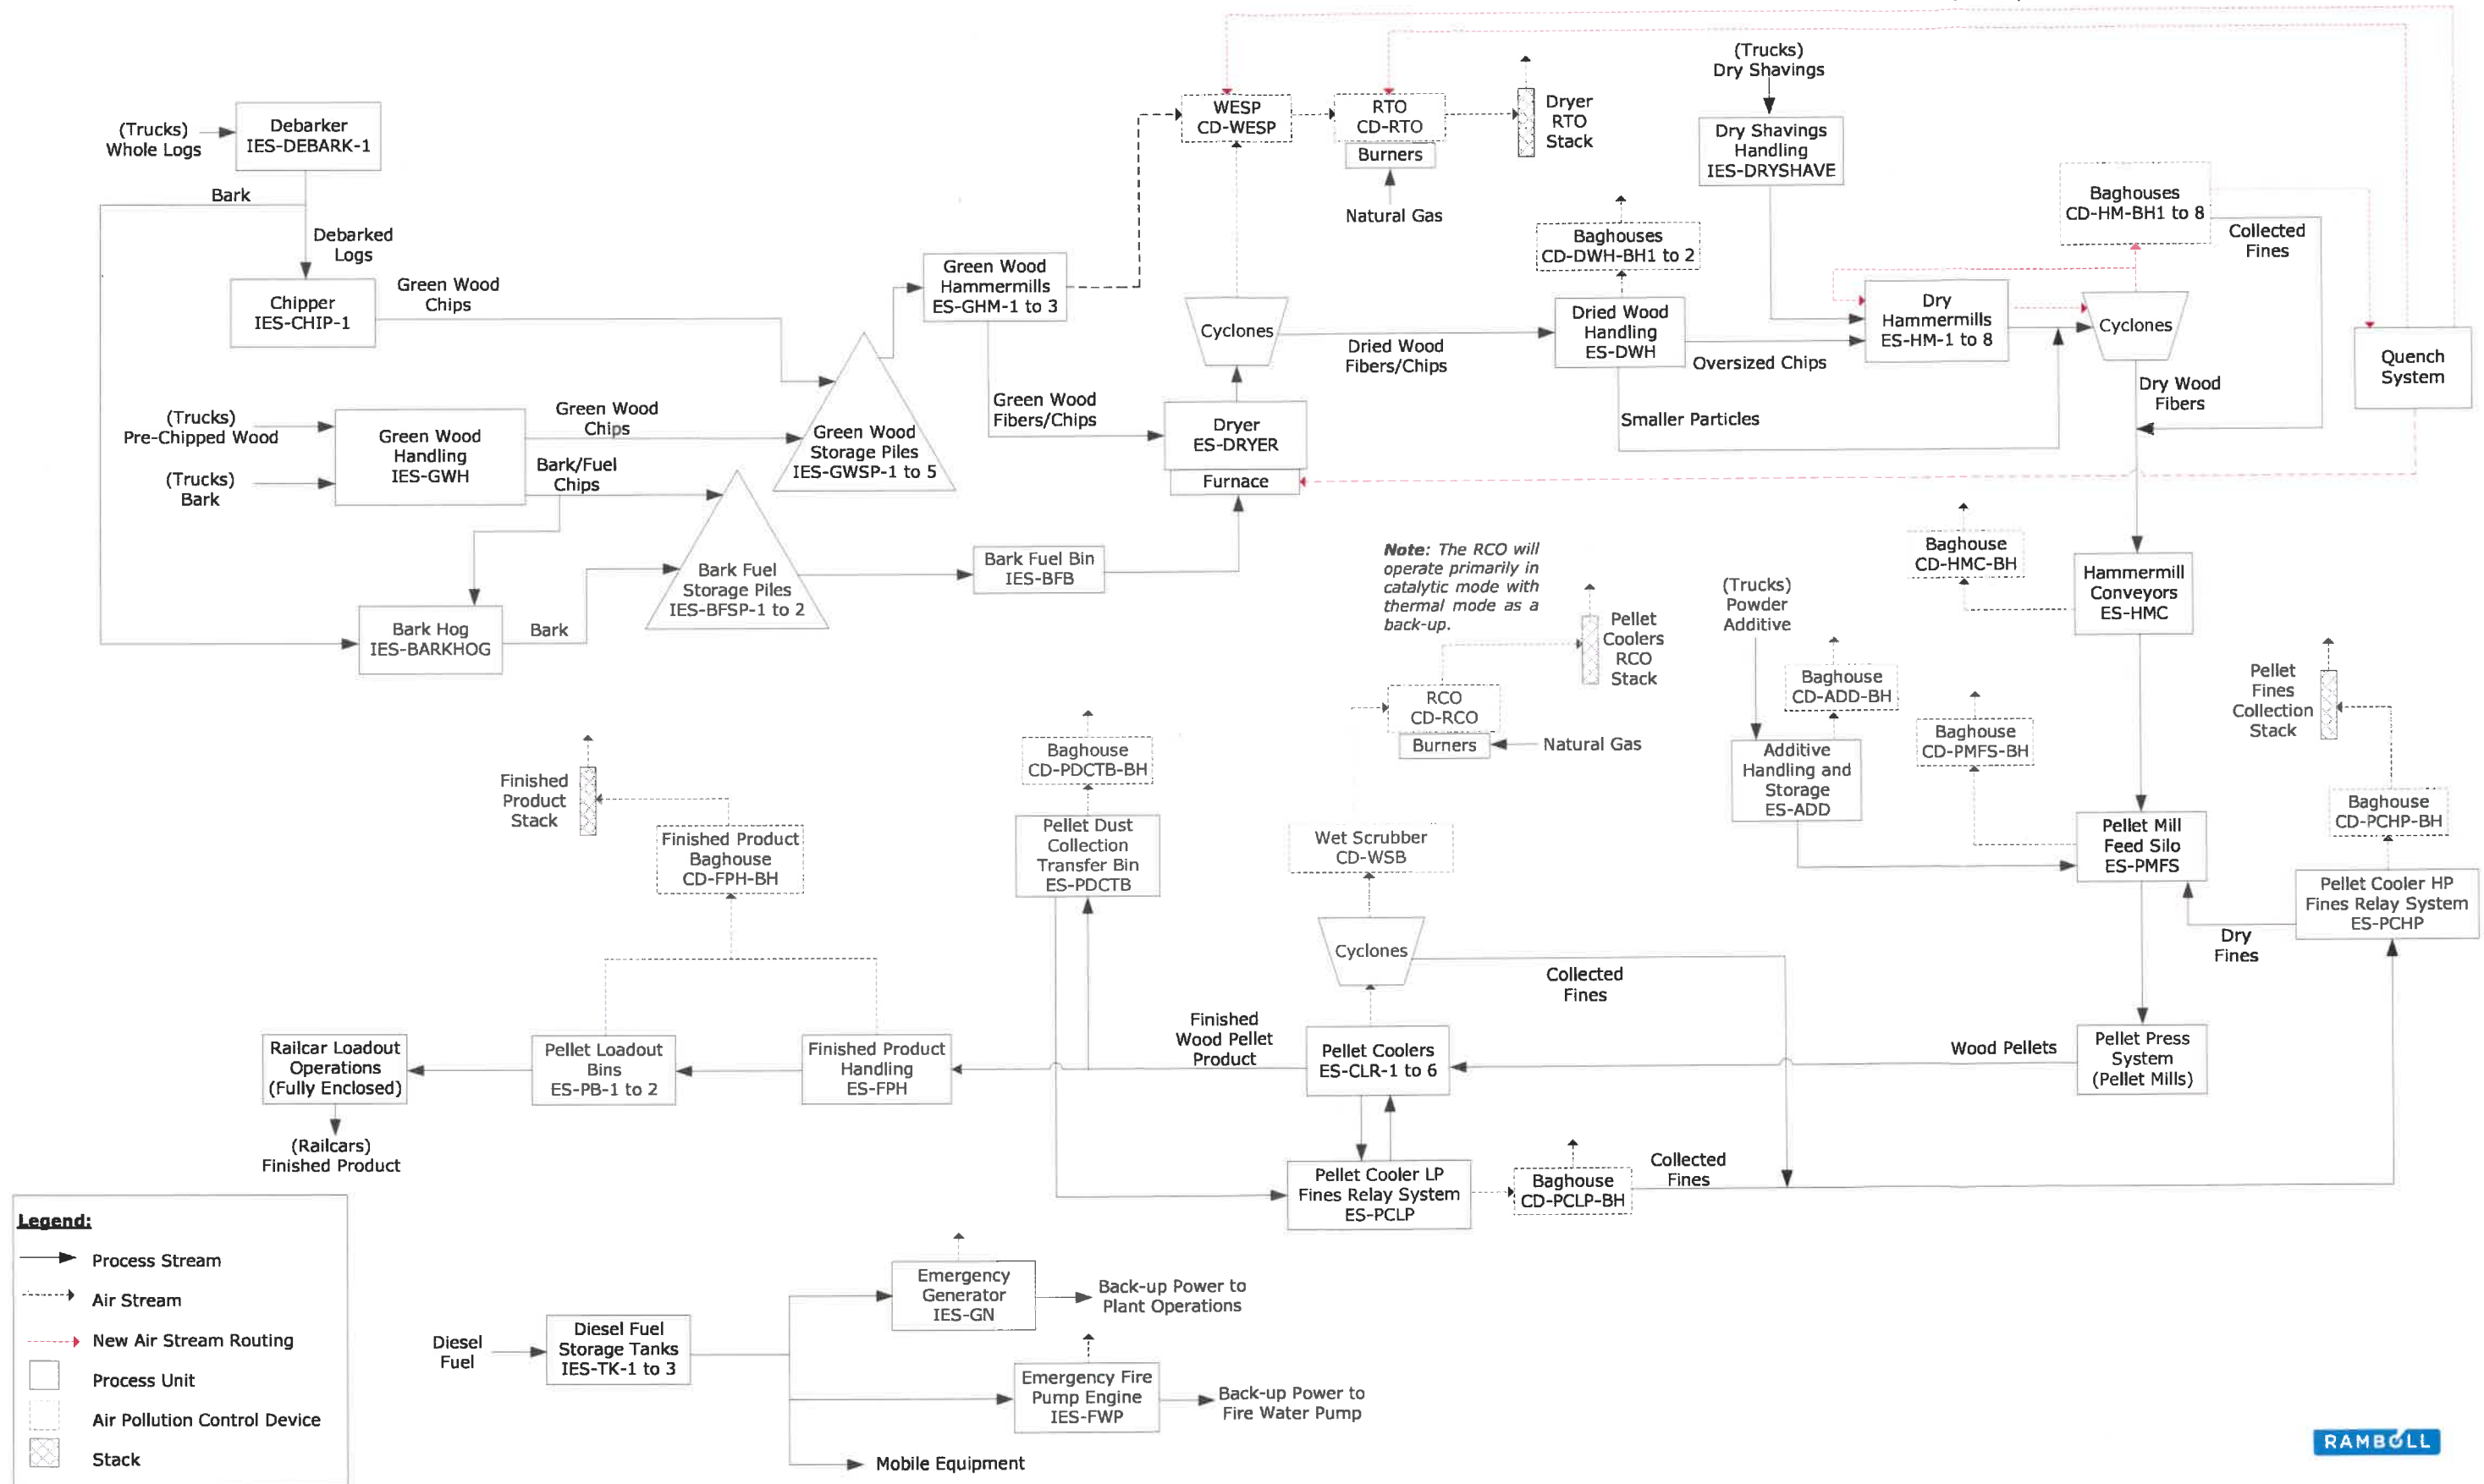 (Trucks)
Whole Logs
Debarker
IES-DEBARK-1
Bark
Debarked
Logs
Chipper
IES-CHIP-1
Green Wood
Chips
(Trucks)
Pre-Chipped Wood
(Trucks)
Bark
Green Wood
Handling
IES-GWH
Green Wood
Chips
Bark/Fuel
Chips
Green Wood
Storage Piles
IES-GWSP-1 to 5
Bark Hog
IES-BARKHOG
Bark
Bark Fuel
Storage Piles
IES-BFSP-1 to 2
Bark Fuel Bin
IES-BFB
Green Wood
Hammermills
ES-GHM-1 to 3
Green Wood
Fibers/Chips
WESP
CD-WESP
RTO
CD-RTO
Burners
Natural Gas
Dryer
RTO
Stack
Cyclones
Dryer
ES-DRYER
Furnace
Dried Wood
Fibers/Chips
Baghouses
CD-DWH-BH1 to 2
Dried Wood
Handling
ES-DWH
Oversized Chips
Smaller Particles
(Trucks)
Dry Shavings
Dry Shavings
Handling
IES-DRYSHAVE
Dry
Hammermills
ES-HM-1 to 8
Baghouses
CD-HM-BH1 to 8
Collected
Fines
Cyclones
Dry Wood
Fibers
Quench
System
Baghouse
CD-HMC-BH
Hammermill
Conveyors
ES-HMC
Note: The RCO will
operate primarily in
catalytic mode with
thermal mode as a
back-up.
Pellet
Coolers
RCO
Stack
RCO
CD-RCO
Burners
Natural Gas
(Trucks)
Powder
Additive
Baghouse
CD-ADD-BH
Additive
Handling and
Storage
ES-ADD
Baghouse
CD-PMFS-BH
Pellet Mill
Feed Silo
ES-PMFS
Pellet
Fines
Collection
Stack
Baghouse
CD-PCHP-BH
Pellet Cooler HP
Fines Relay System
ES-PCHP
Dry
Fines
Finished
Product
Stack
Finished Product
Baghouse
CD-FPH-BH
Baghouse
CD-PDCTB-BH
Pellet Dust
Collection
Transfer Bin
ES-PDCTB
Wet Scrubber
CD-WSB
Cyclones
Collected
Fines
Railcar Loadout
Operations
(Fully Enclosed)
(Railcars)
Finished Product
Pellet Loadout
Bins
ES-PB-1 to 2
Finished Product
Handling
ES-FPH
Finished
Wood Pellet
Product
Pellet Coolers
ES-CLR-1 to 6
Wood Pellets
Pellet Press
System
(Pellet Mills)
Pellet Cooler LP
Fines Relay System
ES-PCLP
Baghouse
CD-PCLP-BH
Collected
Fines
Legend:
Process Stream
Air Stream
New Air Stream Routing
Process Unit
Air Pollution Control Device
Stack
Diesel
Fuel
Diesel Fuel
Storage Tanks
IES-TK-1 to 3
Emergency
Generator
IES-GN
Back-up Power to
Plant Operations
Emergency Fire
Pump Engine
IES-FWP
Back-up Power to
Fire Water Pump
Mobile Equipment
RAMBOLL